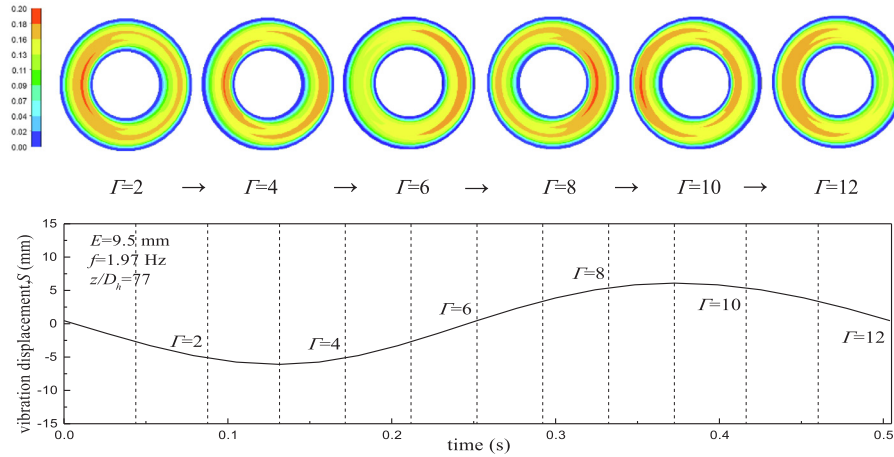 0.20
0.18
0.16
0.13
0.11
0.09
0.07
0.04
0.02
0.00
Γ=2 → Γ=4 → Γ=6 → Γ=8 → Γ=10 → Γ=12
vibration displacement,S (mm)
15
10
5
0
-5
-10
-15
E=9.5 mm
f=1.97 Hz
z/Dh=77
Γ=2
Γ=4
Γ=6
Γ=8
Γ=10
Γ=12
0.0 0.1 0.2 0.3 0.4 0.5
time (s)